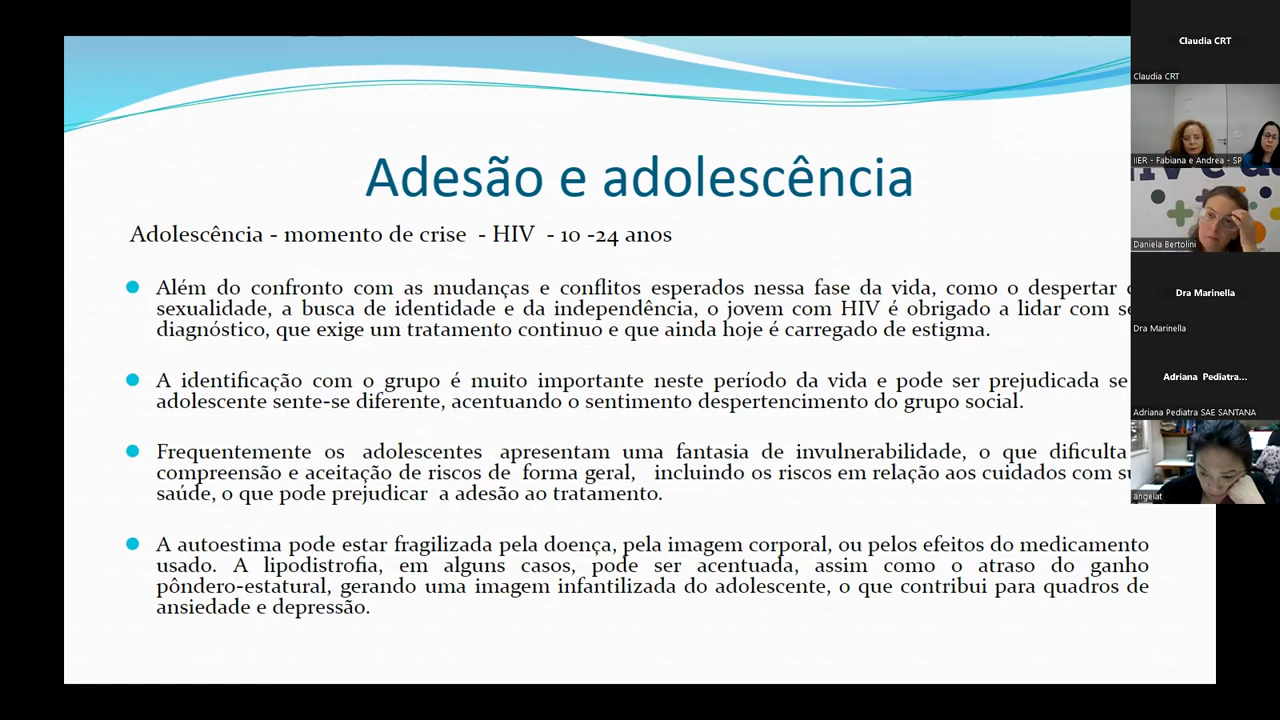 Adesão e adolescência
Adolescência - momento de crise - HIV - 10 -24 anos
Além do confronto com as mudanças e conflitos esperados nessa fase da vida, como o despertar
sexualidade, a busca de identidade e da independência, o jovem com HIV é obrigado a lidar com
diagnóstico, que exige um tratamento continuo e que ainda hoje é carregado de estigma.
A identificação com o grupo é muito importante neste período da vida e pode ser prejudicada se
adolescente sente-se diferente, acentuando o sentimento despertencimento do grupo social.
Frequentemente os adolescentes apresentam uma fantasia de invulnerabilidade, o que dificulta
compreensão e aceitação de riscos de forma geral, incluindo os riscos em relação aos cuidados com
saúde, o que pode prejudicar a adesão ao tratamento.
A autoestima pode estar fragilizada pela doença, pela imagem corporal, ou pelos efeitos do medicamento
usado. A lipodistrofia, em alguns casos, pode ser acentuada, assim como o atraso do ganho
pôndero-estatural, gerando uma imagem infantilizada do adolescente, o que contribui para quadros de
ansiedade e depressão.
Claudia CRT
Claudia CRT
IIER - Fabiana e Andrea - SP
Daniela Bertolini
Dra Marinella
Dra Marinella
Adriana Pediatra...
Adriana Pediatra SAE SANTANA
angelat